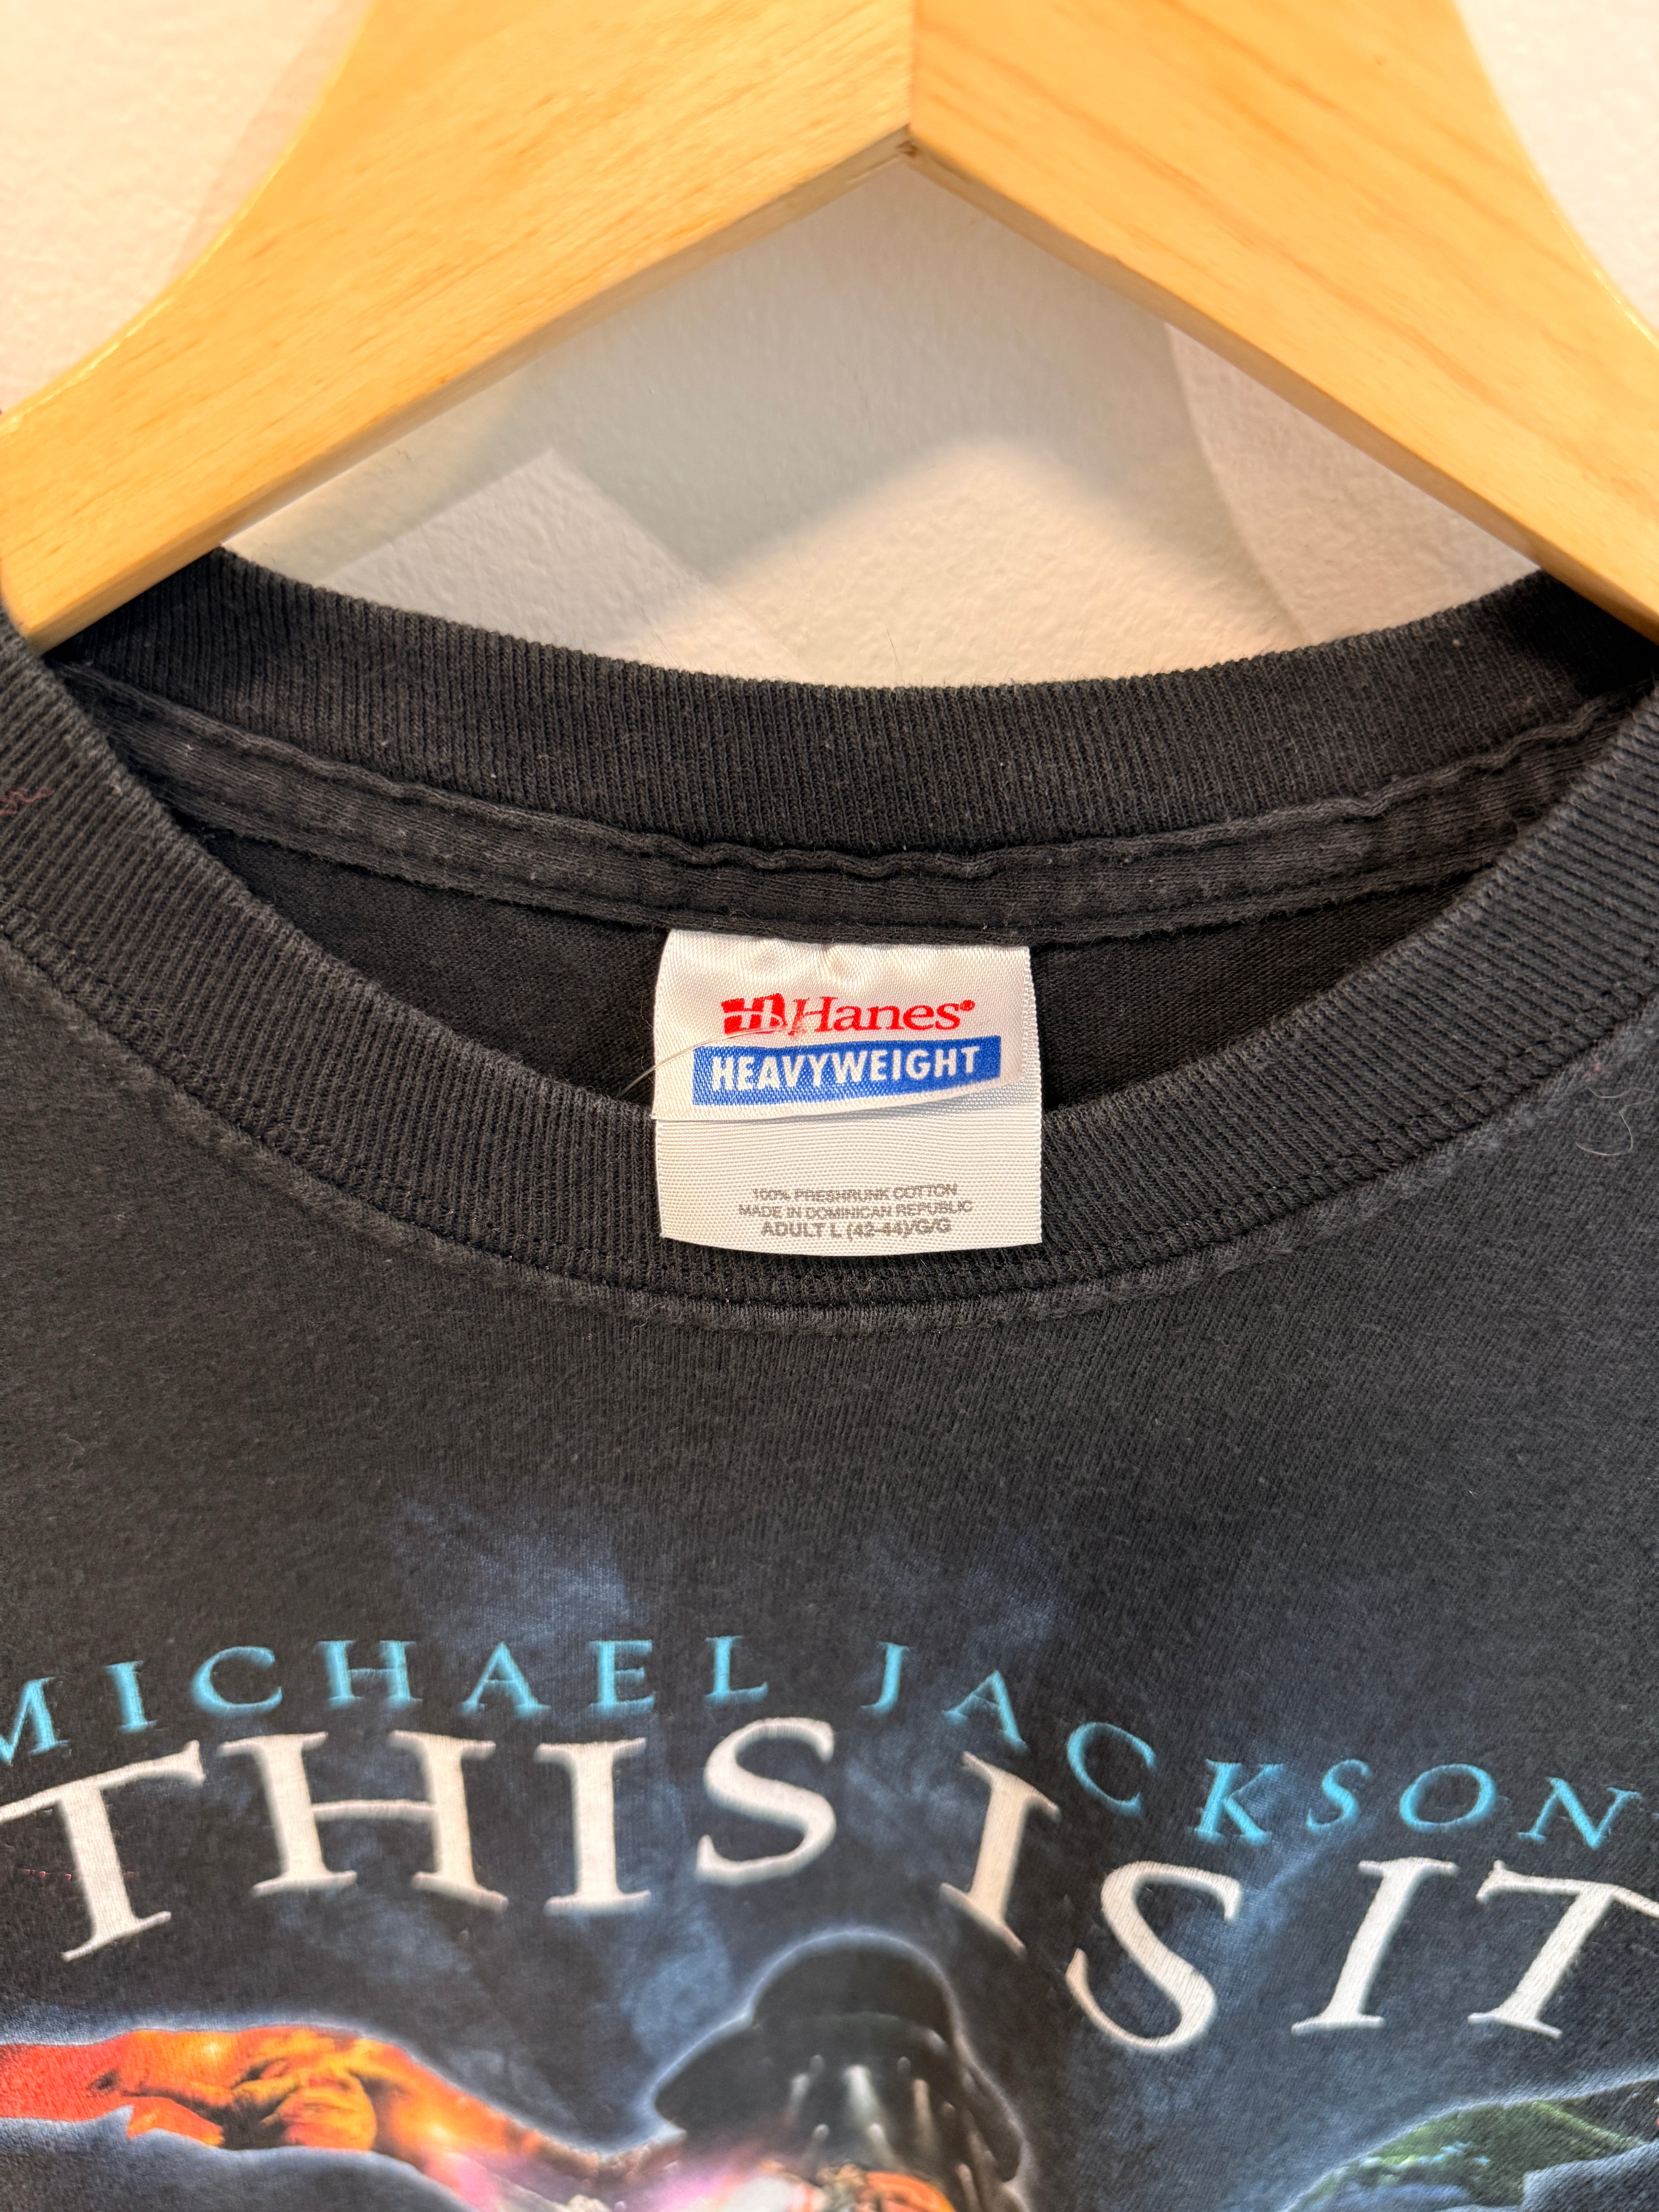 Hanes®
HEAVYWEIGHT
100% PRESHRUNK COTTON
MADE IN DOMINICAN REPUBLIC
ADULT L (42-44)/G/G
MICHAEL JACKSON
THIS IS IT